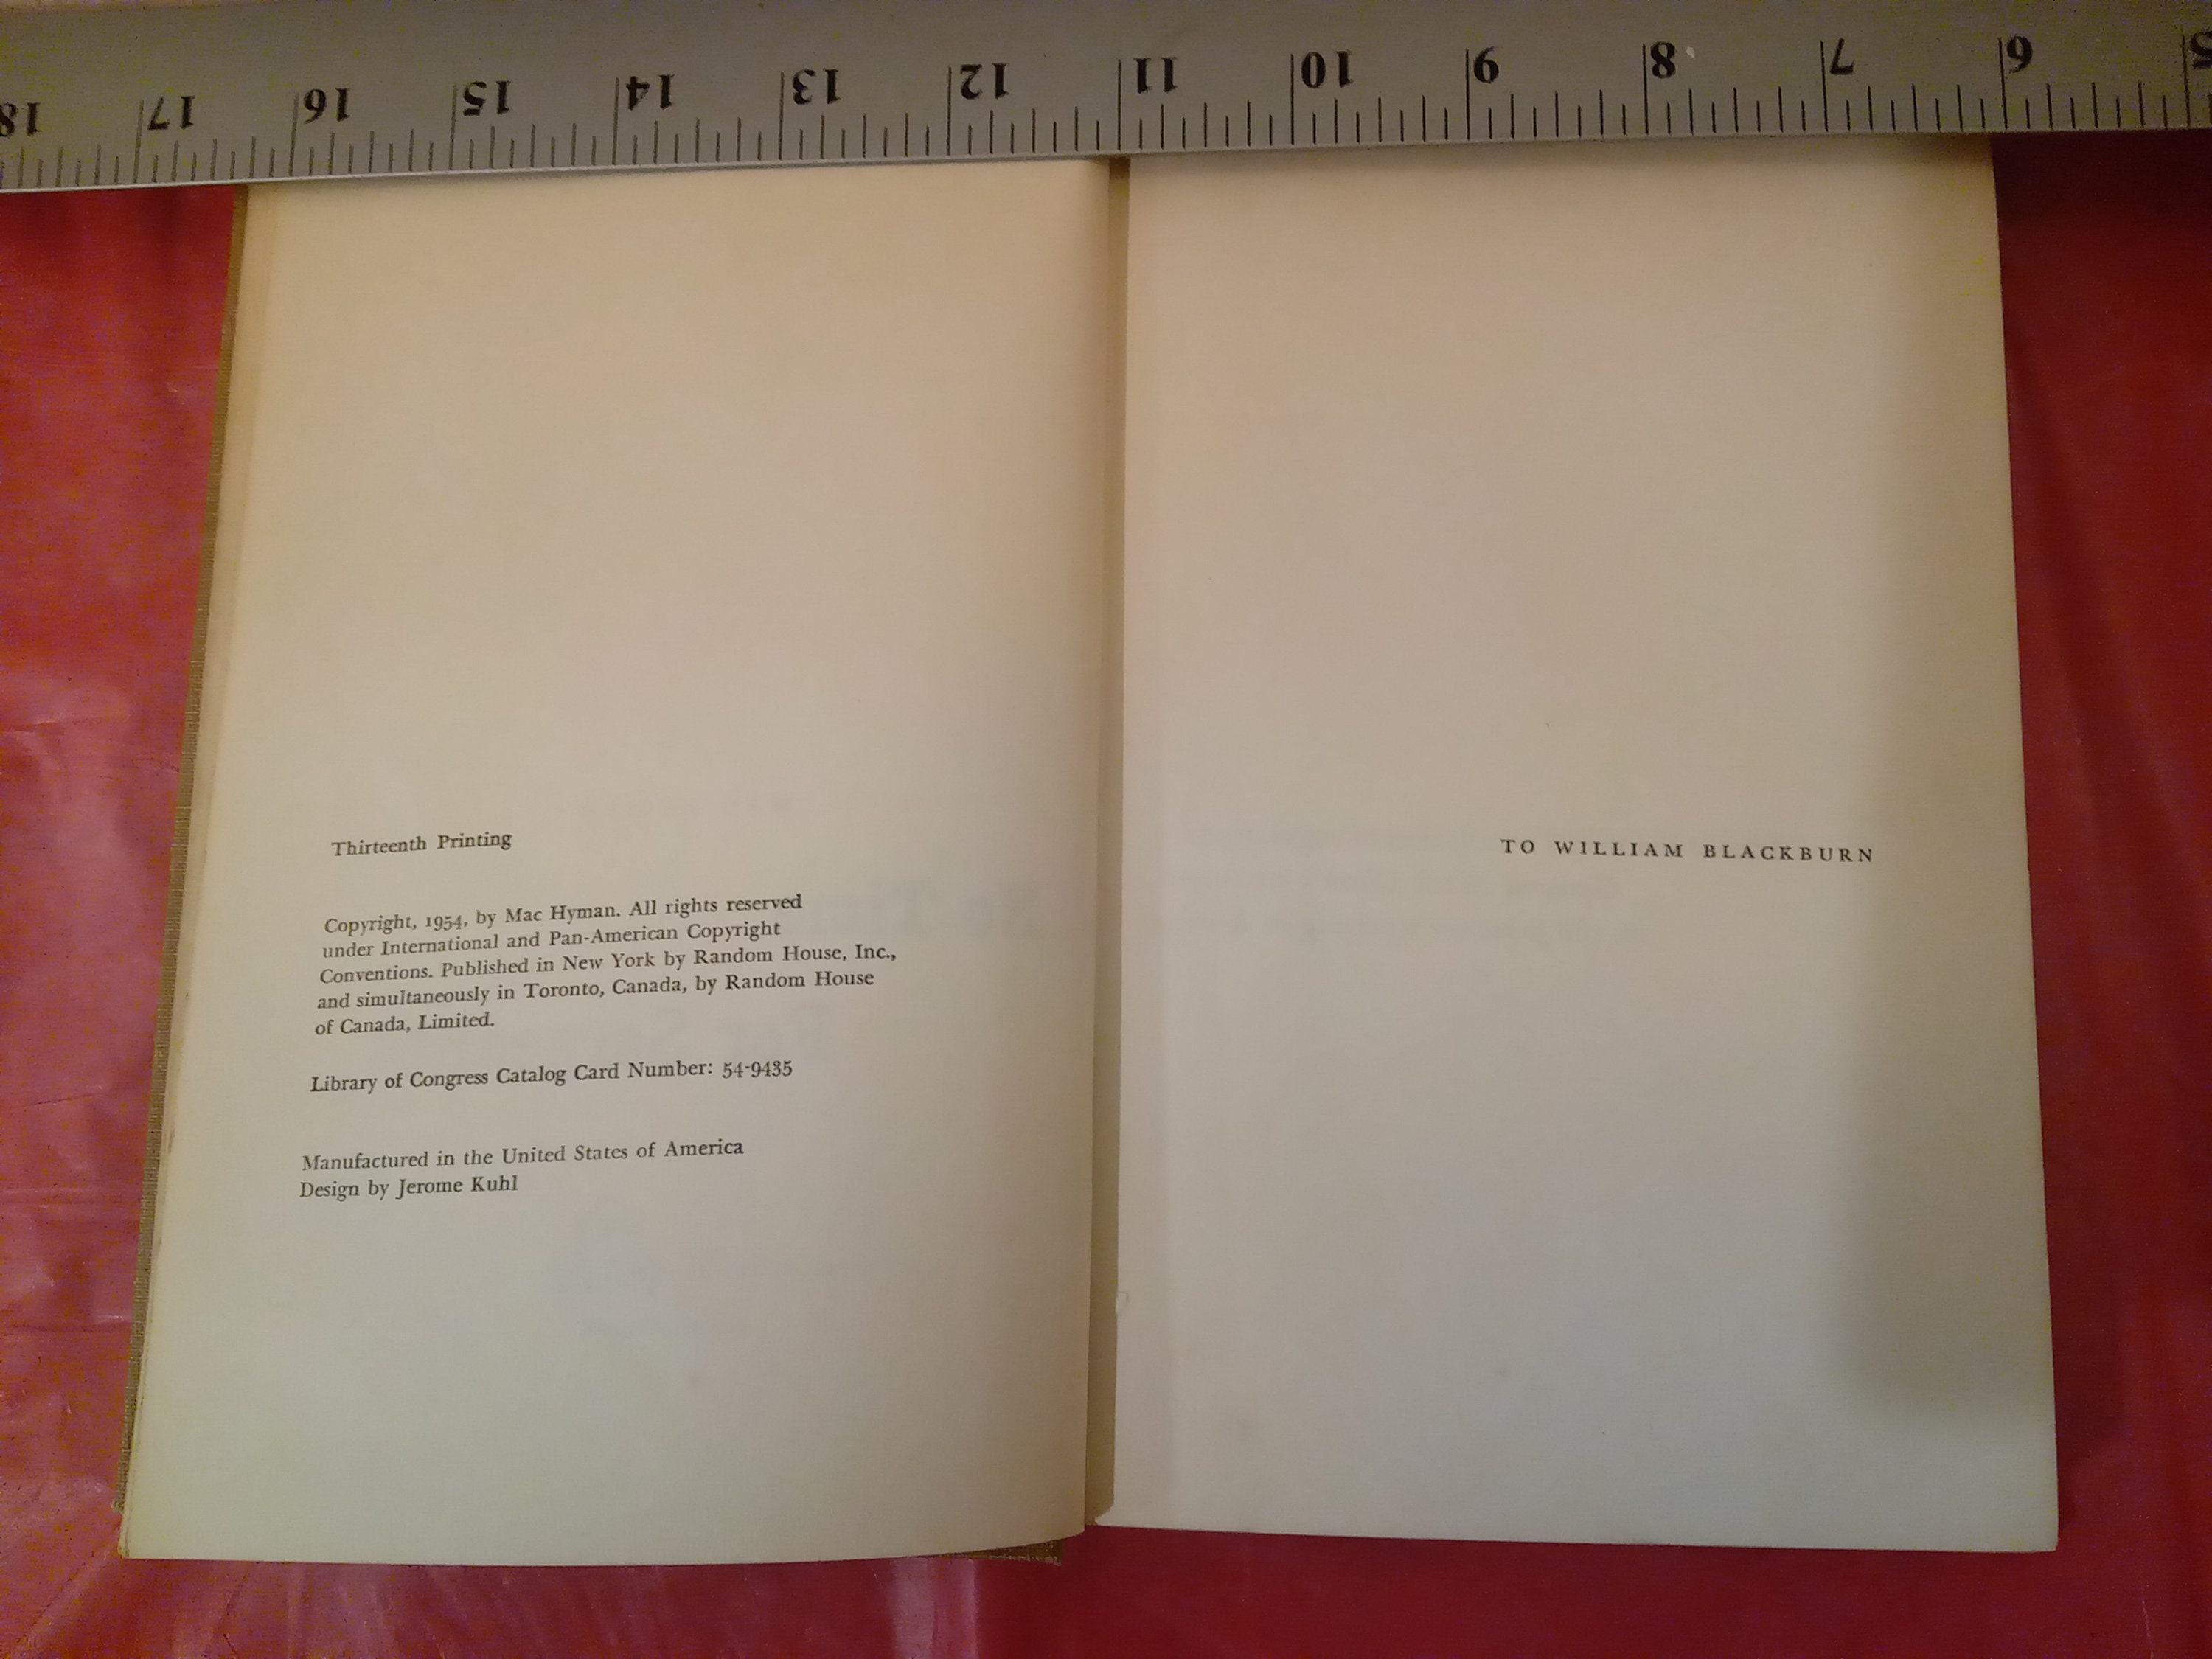 18 17 16 15 14 13 12 11 10 9 8 7 6 5
Thirteenth Printing
Copyright, 1954, by Mac Hyman. All rights reserved
under International and Pan-American Copyright
Conventions. Published in New York by Random House, Inc.,
and simultaneously in Toronto, Canada, by Random House
of Canada, Limited.
Library of Congress Catalog Card Number: 54-9435
Manufactured in the United States of America
Design by Jerome Kuhl
TO WILLIAM BLACKBURN